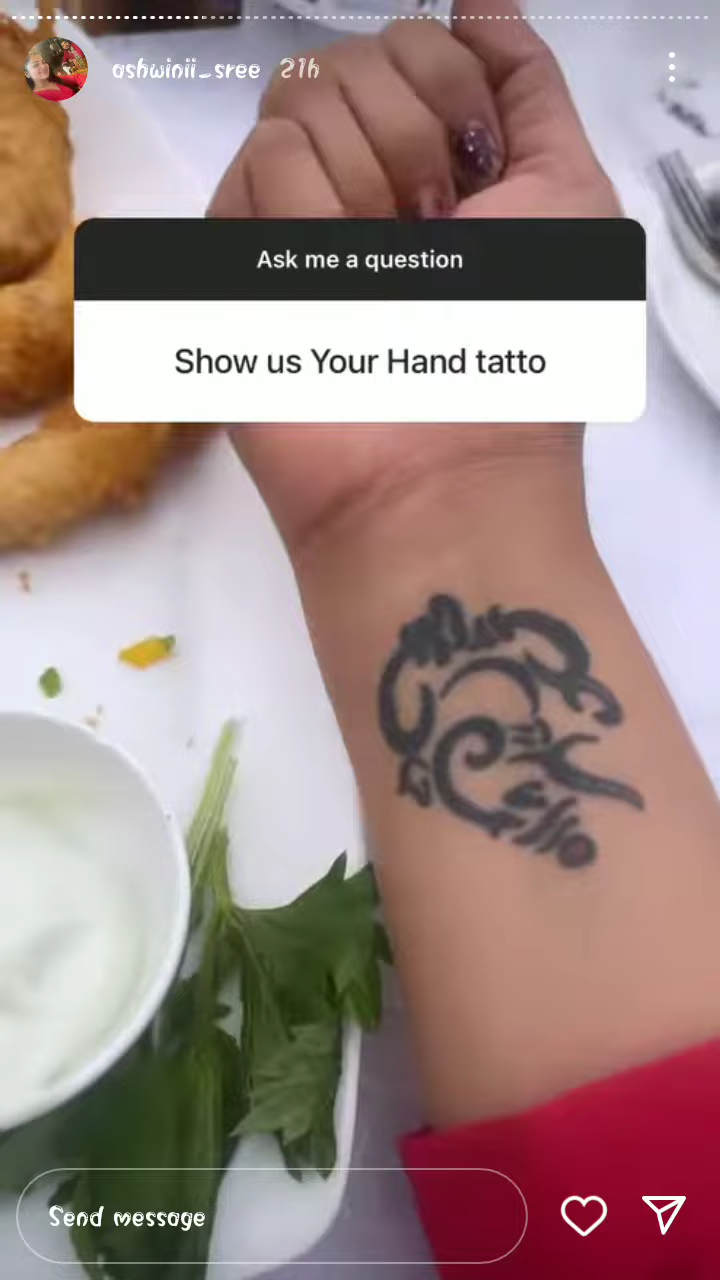 ashwinii_sree 21h
Ask me a question
Show us Your Hand tatto
Send message